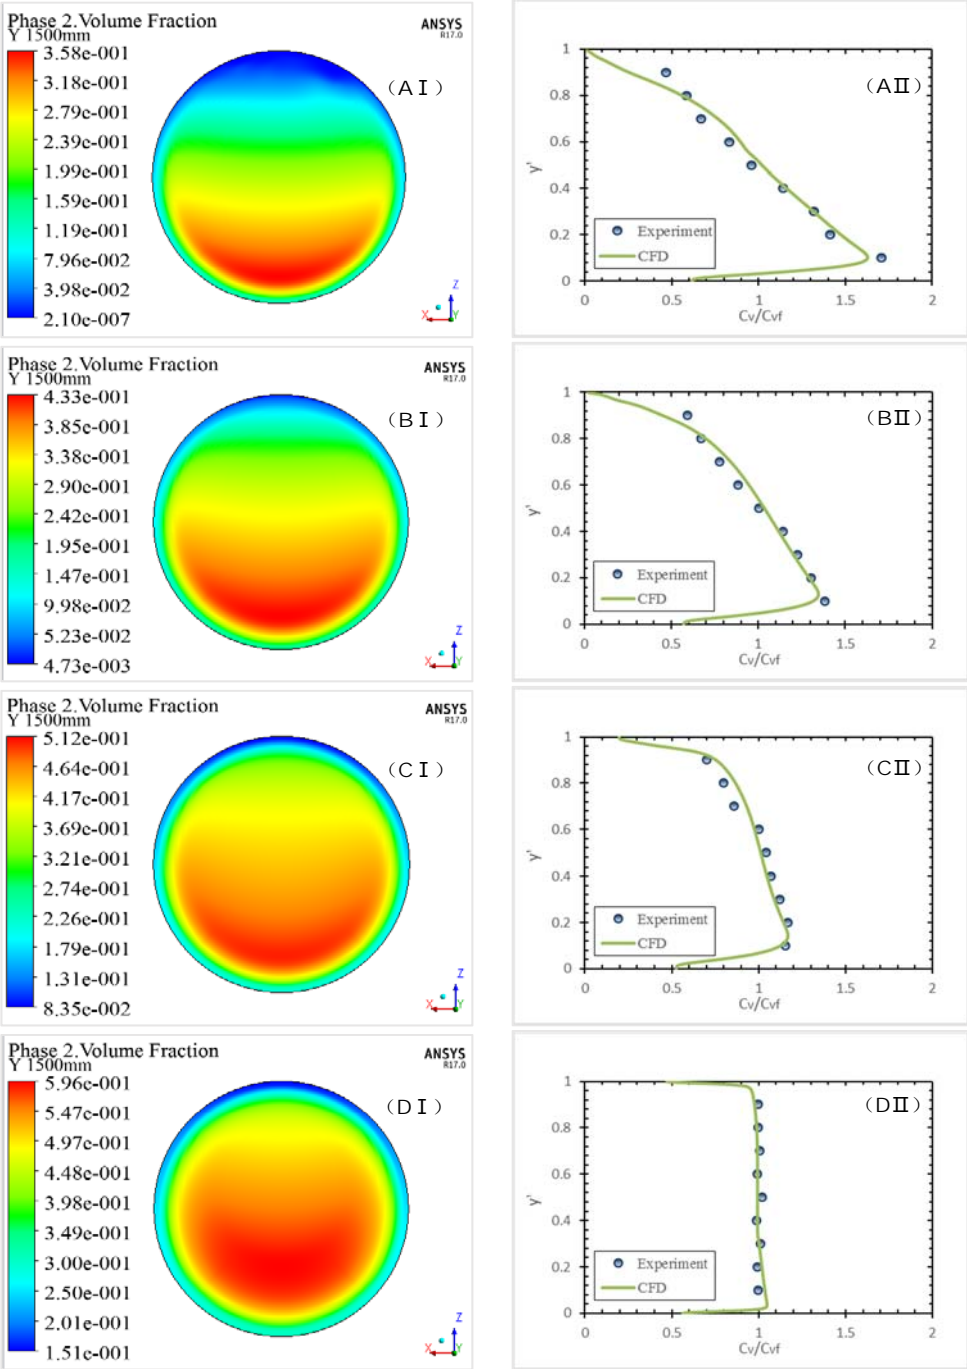 Phase 2.Volume Fraction
Y 1500mm
ANSYS
R17.0
3.58e-001
3.18e-001
2.79e-001
2.39e-001
1.99e-001
1.59e-001
1.19e-001
7.96e-002
3.98e-002
2.10e-007
(AⅠ)
Z
X
Y
(AⅡ)
1
0.8
0.6
0.4
0.2
0
y'
Experiment
CFD
0 0.5 1 1.5 2
Cv/Cvf
Phase 2.Volume Fraction
Y 1500mm
ANSYS
R17.0
4.33e-001
3.85e-001
3.38e-001
2.90e-001
2.42e-001
1.95e-001
1.47e-001
9.98e-002
5.23e-002
4.73e-003
(BⅠ)
Z
X
Y
(BⅡ)
1
0.8
0.6
0.4
0.2
0
y'
Experiment
CFD
0 0.5 1 1.5 2
Cv/Cvf
Phase 2.Volume Fraction
Y 1500mm
ANSYS
R17.0
5.12e-001
4.64e-001
4.17e-001
3.69e-001
3.21e-001
2.74e-001
2.26e-001
1.79e-001
1.31e-001
8.35e-002
(CⅠ)
Z
X
Y
(CⅡ)
1
0.8
0.6
0.4
0.2
0
y'
Experiment
CFD
0 0.5 1 1.5 2
Cv/Cvf
Phase 2.Volume Fraction
Y 1500mm
ANSYS
R17.0
5.96e-001
5.47e-001
4.97e-001
4.48e-001
3.98e-001
3.49e-001
3.00e-001
2.50e-001
2.01e-001
1.51e-001
(DⅠ)
Z
X
Y
(DⅡ)
1
0.8
0.6
0.4
0.2
0
y'
Experiment
CFD
0 0.5 1 1.5 2
Cv/Cvf